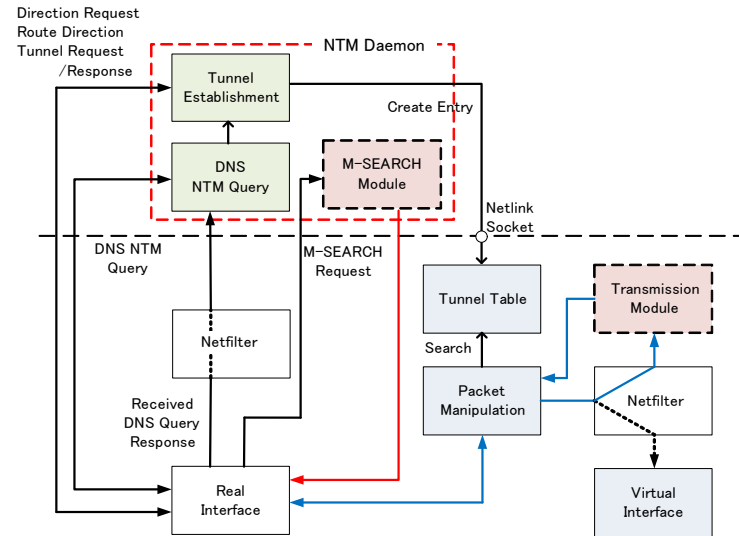 Direction Request
Route Direction
Tunnel Request
/Response
NTM Daemon
Tunnel
Establishment
Create Entry
DNS
NTM Query
M-SEARCH
Module
Netlink
Socket
DNS NTM
Query
M-SEARCH
Request
Tunnel Table
Transmission
Module
Netfilter
Search
Packet
Manipulation
Netfilter
Received
DNS Query
Response
Real
Interface
Virtual
Interface